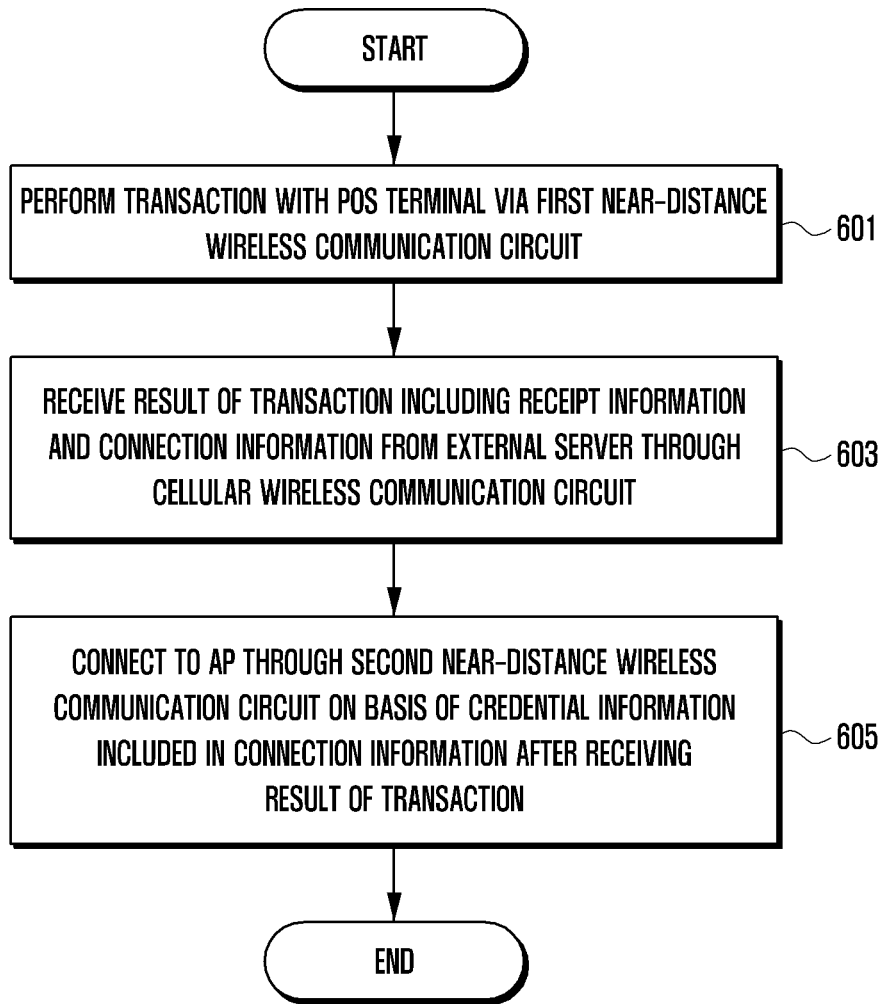 START
PERFORM TRANSACTION WITH POS TERMINAL VIA FIRST NEAR-DISTANCE
WIRELESS COMMUNICATION CIRCUIT
601
RECEIVE RESULT OF TRANSACTION INCLUDING RECEIPT INFORMATION
AND CONNECTION INFORMATION FROM EXTERNAL SERVER THROUGH
CELLULAR WIRELESS COMMUNICATION CIRCUIT
603
CONNECT TO AP THROUGH SECOND NEAR-DISTANCE WIRELESS
COMMUNICATION CIRCUIT ON BASIS OF CREDENTIAL INFORMATION
INCLUDED IN CONNECTION INFORMATION AFTER RECEIVING
RESULT OF TRANSACTION
605
END